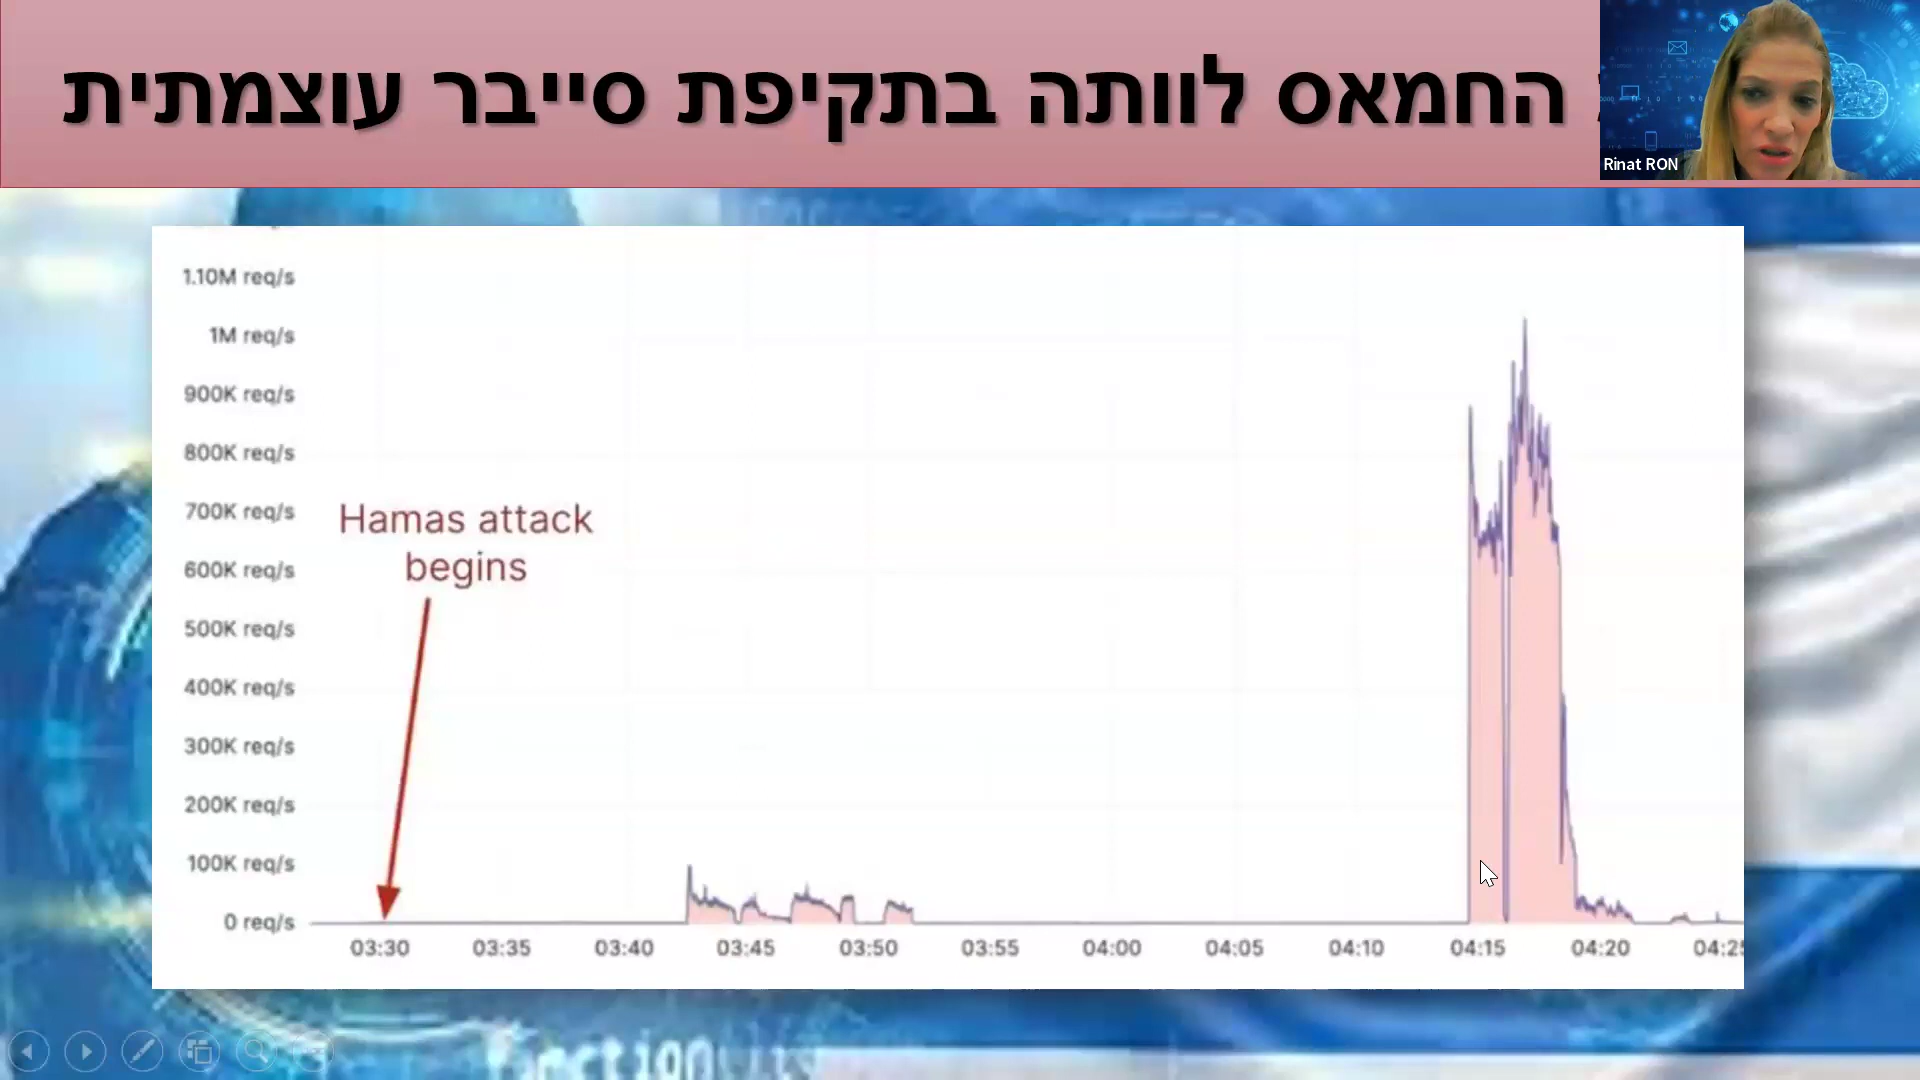 החמאס לוותה בתקיפת סייבר עוצמתית
Rinat RON
1.10M req/s
1M req/s
900K req/s
800K req/s
700K req/s
600K req/s
500K req/s
400K req/s
300K req/s
200K req/s
100K req/s
0 req/s
Hamas attack
begins
03:30 03:35 03:40 03:45 03:50 03:55 04:00 04:05 04:10 04:15 04:20